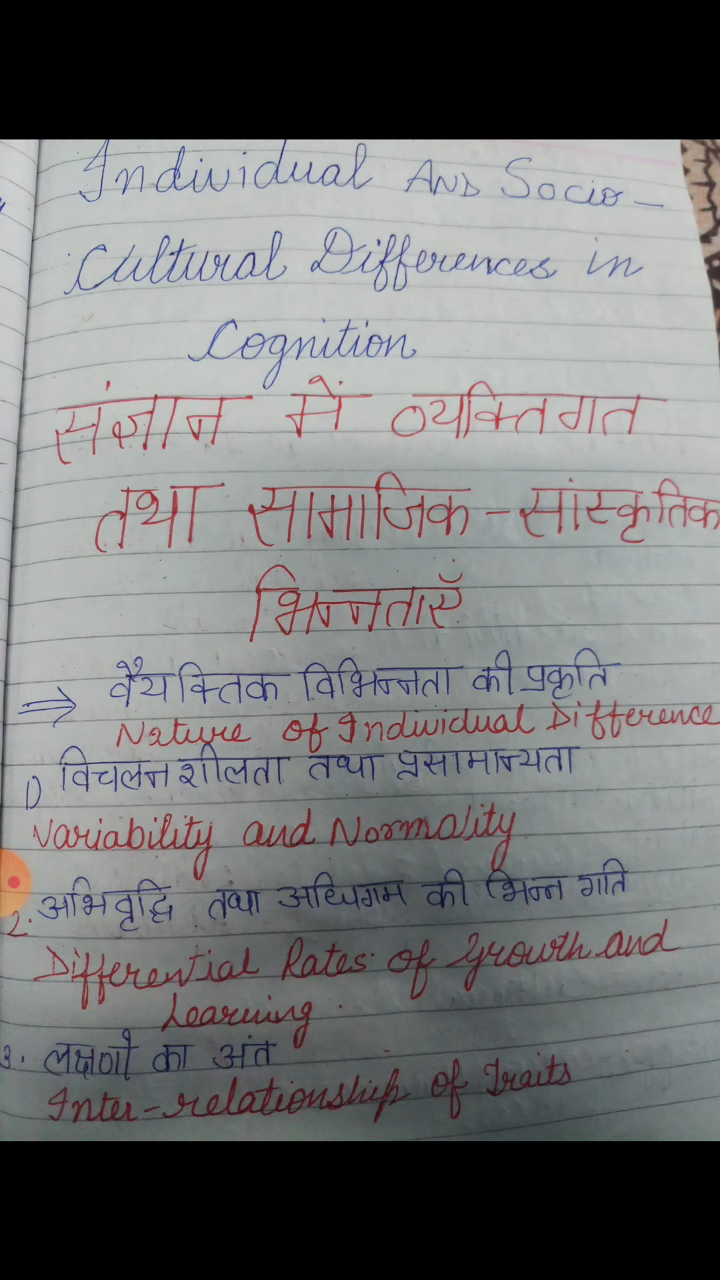 Individual AND Socio-
Cultural Differences in
Cognition
संज्ञान में व्यक्तिगत
तथा सामाजिक-सांस्कृतिक
भिन्नताएँ
⇒ वैयक्तिक विभिन्नता की प्रकृति
Nature of Individual Difference
1) विचलनशीलता तथा प्रसामान्यता
Variability and Normality
2. अभिवृद्धि तथा अधिगम की भिन्न गति
Differential Rates of Growth and
Learning.
3. लक्षणों का अंत
Inter-relationship of Traits